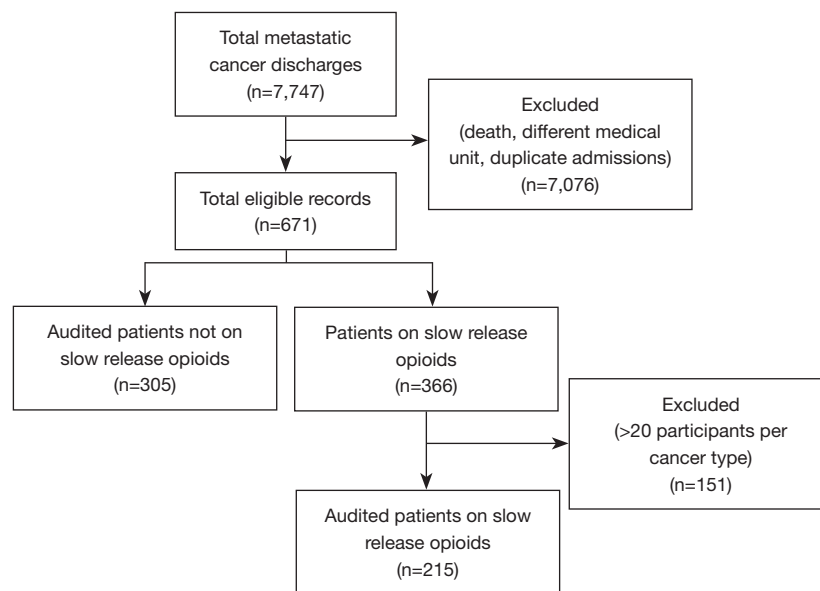 Total metastatic
cancer discharges
(n=7,747)
Excluded
(death, different medical
unit, duplicate admissions)
(n=7,076)
Total eligible records
(n=671)
Audited patients not on
slow release opioids
(n=305)
Patients on slow release
opioids
(n=366)
Excluded
(>20 participants per
cancer type)
(n=151)
Audited patients on slow
release opioids
(n=215)